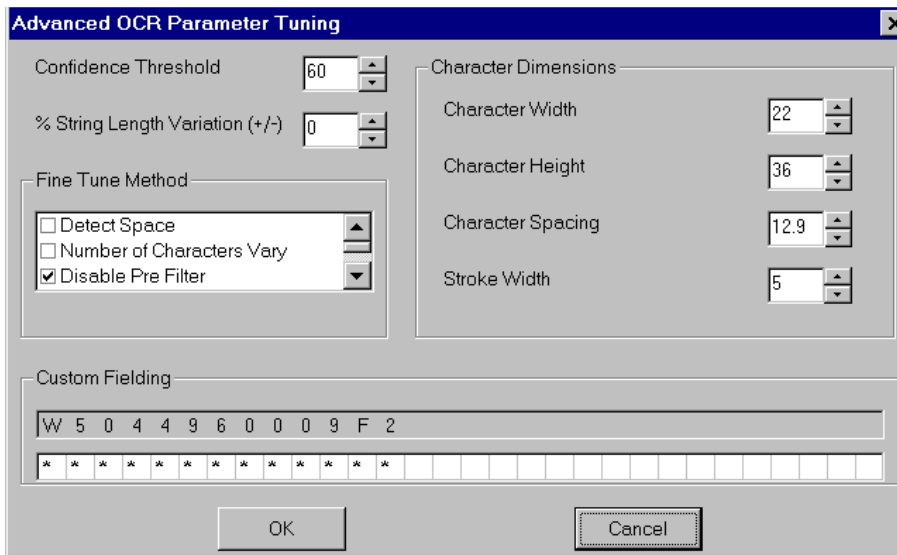 Advanced OCR Parameter Tuning
Confidence Threshold 60
% String Length Variation (+/-) 0
Fine Tune Method
Detect Space
Number of Characters Vary
Disable Pre Filter
Character Dimensions
Character Width 22
Character Height 36
Character Spacing 12.9
Stroke Width 5
Custom Fielding
W 5 0 4 4 9 6 0 0 0 9 F 2
* * * * * * * * * * * * *
OK Cancel